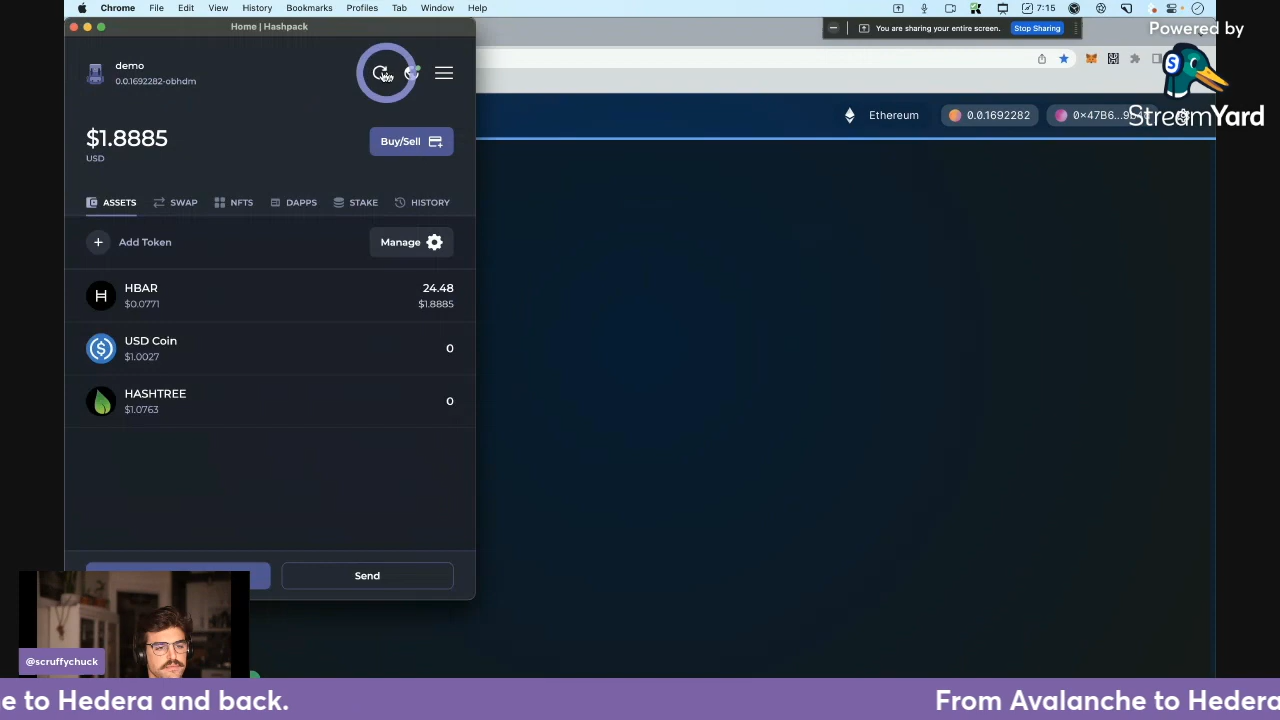 Chrome File Edit View History Bookmarks Profiles Tab Window Help
7:15
Home | Hashpack
You are sharing your entire screen. Stop Sharing
Powered by
StreamYard
demo
0.0.1692282-obhdm
Ethereum 0.0.1692282
$1.8885
USD
Buy/Sell
ASSETS SWAP NFTS DAPPS STAKE HISTORY
Add Token Manage
HBAR 24.48
$0.0771 $1.8885
USD Coin 0
$1.0027
HASHTREE 0
$1.0763
Send
@scruffychuck
e to Hedera and back. From Avalanche to Hedera